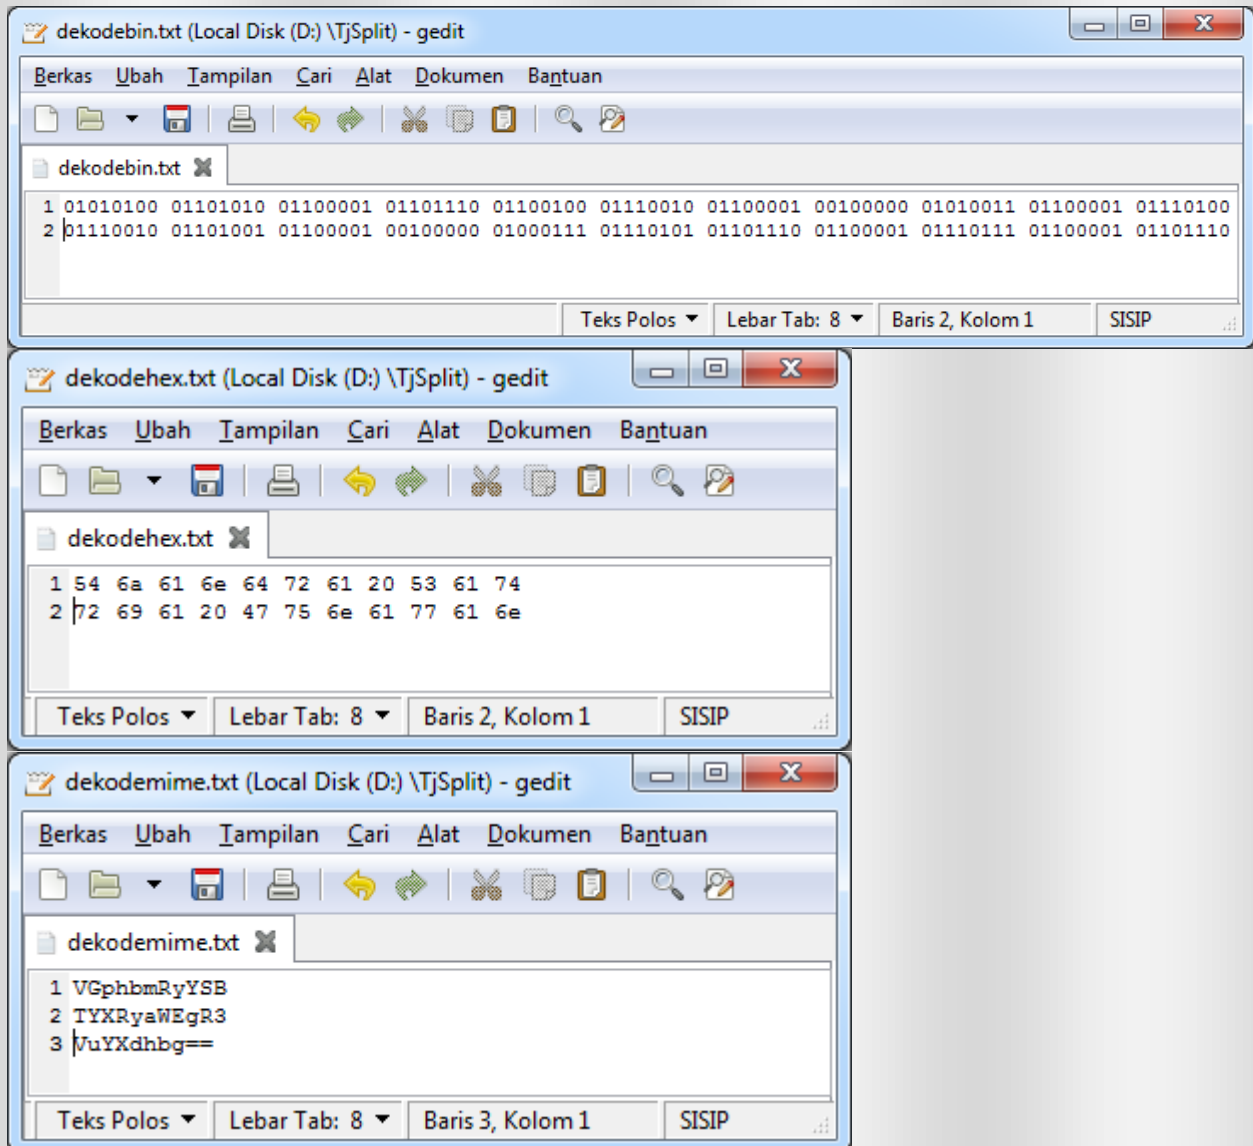 dekodebin.txt (Local Disk (D:) \TjSplit) - gedit
Berkas Ubah Tampilan Cari Alat Dokumen Bantuan
dekodebin.txt
1 01010100 01101010 01100001 01101110 01100100 01110010 01100001 00100000 01010011 01100001 01110100
2 01110010 01101001 01100001 00100000 01000111 01110101 01101110 01100001 01110111 01100001 01101110
Teks Polos Lebar Tab: 8 Baris 2, Kolom 1 SISIP
dekodehex.txt (Local Disk (D:) \TjSplit) - gedit
Berkas Ubah Tampilan Cari Alat Dokumen Bantuan
dekodehex.txt
1 54 6a 61 6e 64 72 61 20 53 61 74
2 72 69 61 20 47 75 6e 61 77 61 6e
Teks Polos Lebar Tab: 8 Baris 2, Kolom 1 SISIP
dekodemime.txt (Local Disk (D:) \TjSplit) - gedit
Berkas Ubah Tampilan Cari Alat Dokumen Bantuan
dekodemime.txt
1 VGphbmRyYSB
2 TYXRyaWEgR3
3 VuYXdhbg==
Teks Polos Lebar Tab: 8 Baris 3, Kolom 1 SISIP